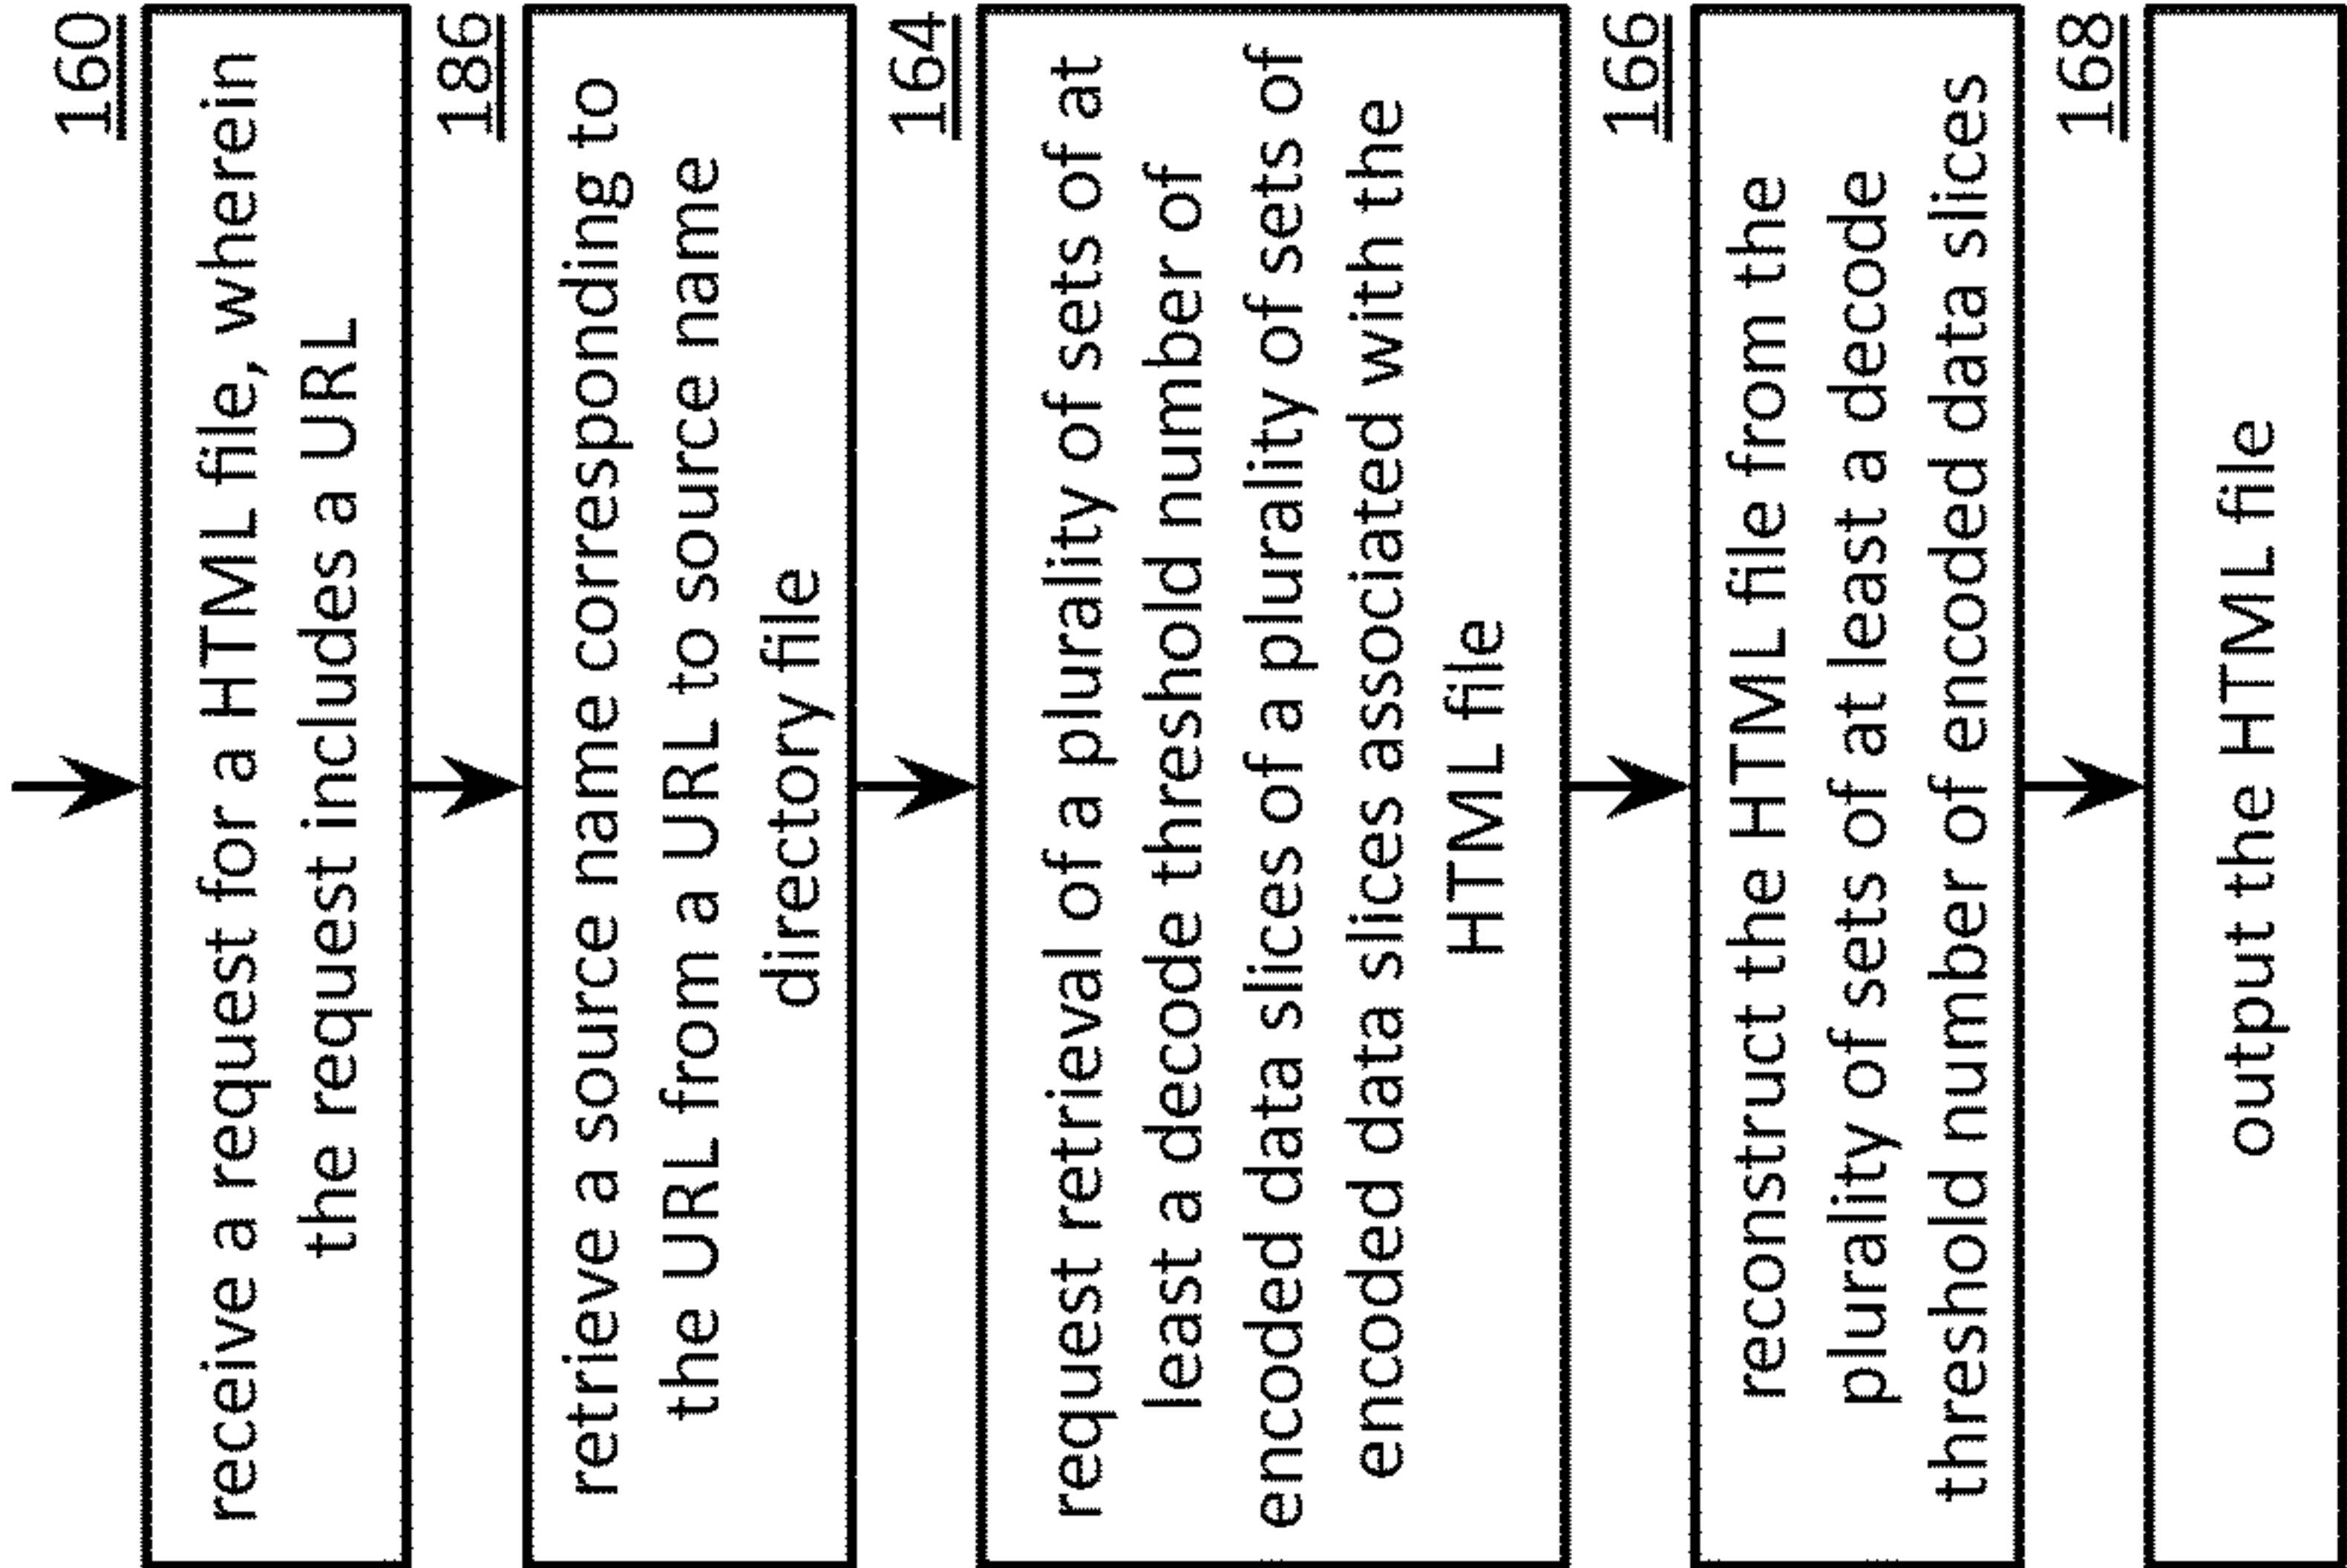 160
receive a request for a HTML file, wherein
the request includes a URL
186
retrieve a source name corresponding to
the URL from a URL to source name
directory file
164
request retrieval of a plurality of sets of at
least a decode threshold number of
encoded data slices of a plurality of sets of
encoded data slices associated with the
HTML file
166
reconstruct the HTML file from the
plurality of sets of at least a decode
threshold number of encoded data slices
168
output the HTML file